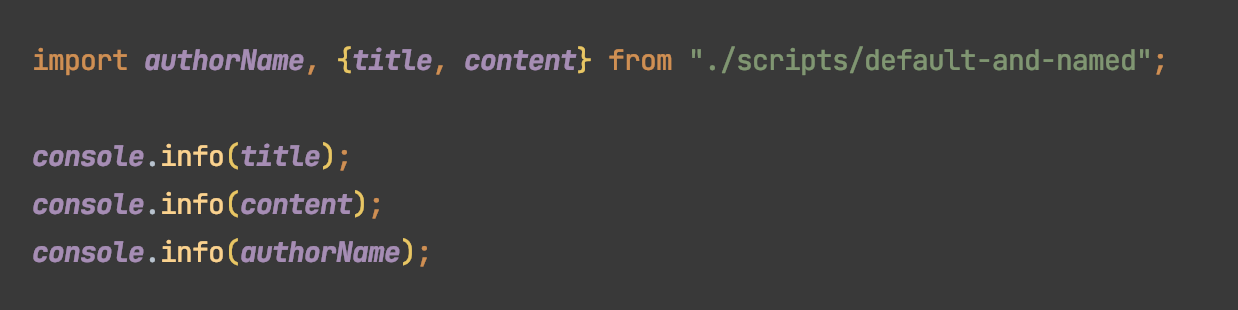 import authorName, {title, content} from "./scripts/default-and-named";
console.info(title);
console.info(content);
console.info(authorName);